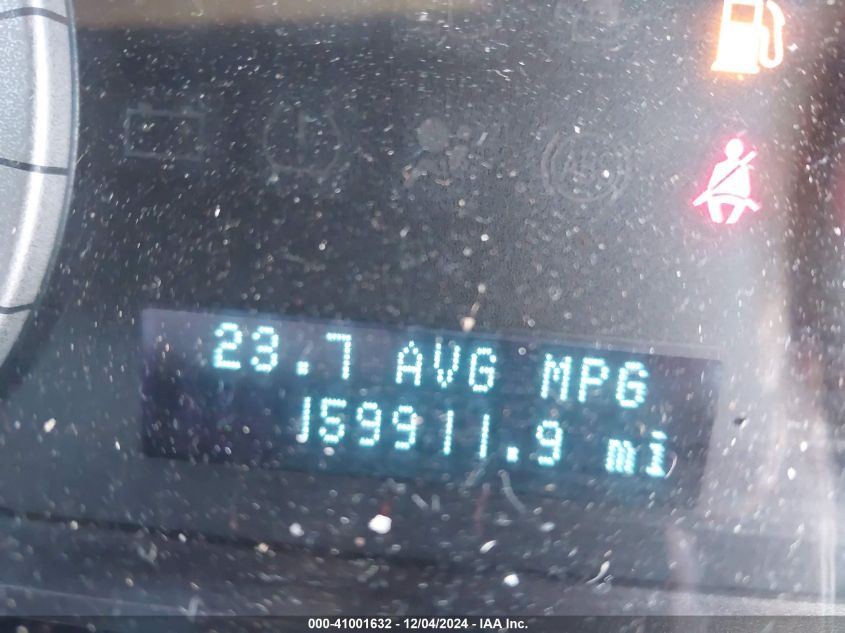 23.7 AVG MPG
159911.9 mi
000-41001632 - 12/04/2024 - IAA Inc.